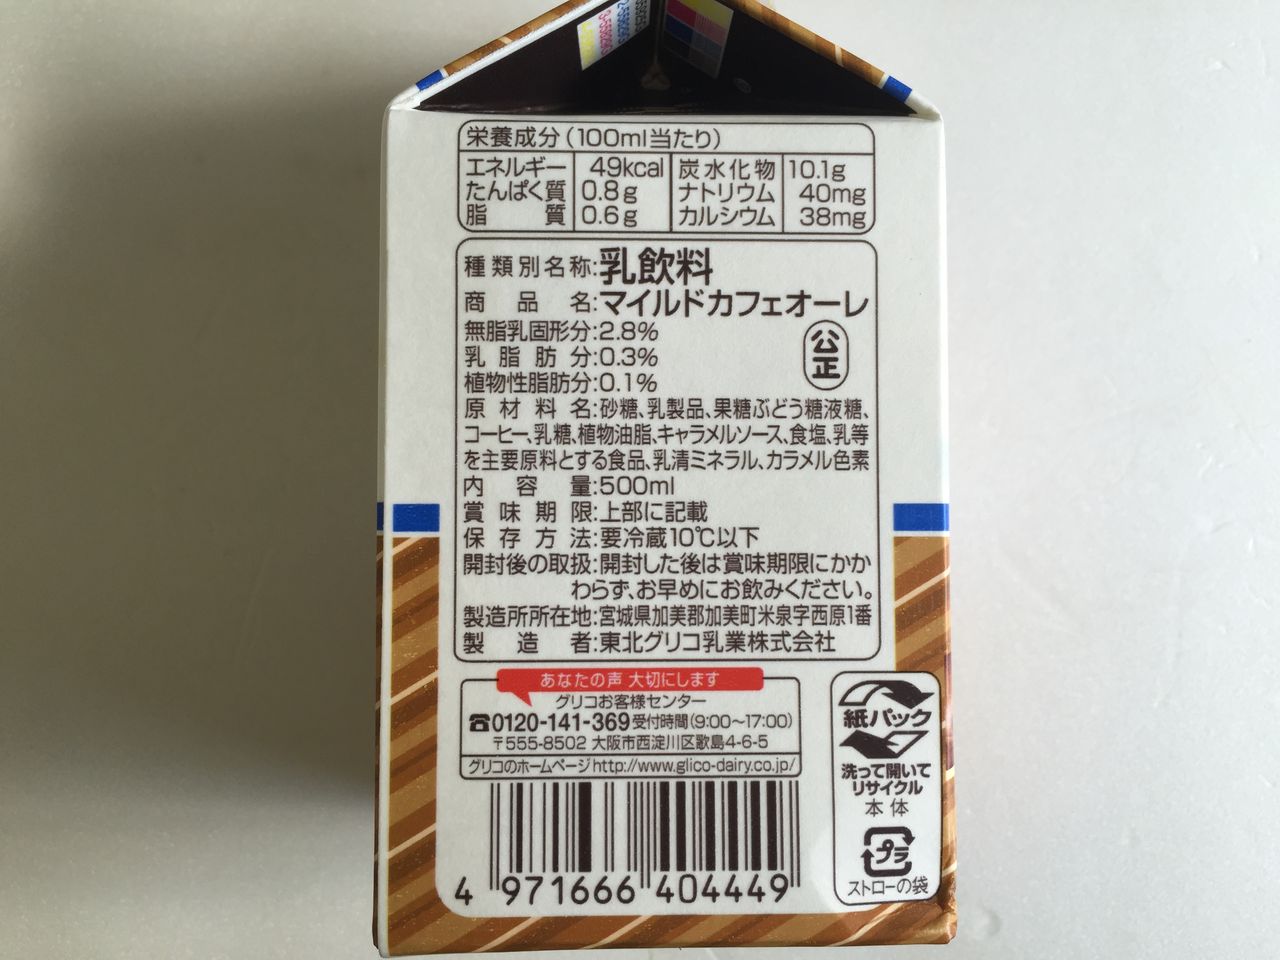 栄養成分(100ml当たり)
エネルギー 49kcal 炭水化物 10.1g
たんぱく質 0.8g ナトリウム 40mg
脂質 0.6g カルシウム 38mg
種類別名称:乳飲料
商品名:マイルドカフェオーレ
無脂乳固形分:2.8%
乳脂肪分:0.3%
植物性脂肪分:0.1%
公正
原材料名:砂糖、乳製品、果糖ぶどう糖液糖、
コーヒー、乳糖、植物油脂、キャラメルソース、食塩、乳等
を主要原料とする食品、乳清ミネラル、カラメル色素
内容量:500ml
賞味期限:上部に記載
保存方法:要冷蔵10℃以下
開封後の取扱:開封した後は賞味期限にかか
わらず、お早めにお飲みください。
製造所所在地:宮城県加美郡加美町米泉字西原1番
製造者:東北グリコ乳業株式会社
あなたの声 大切にします
グリコお客様センター
☎0120-141-369受付時間(9:00〜17:00)
〒555-8502 大阪市西淀川区歌島4-6-5
グリコのホームページhttp://www.glico-dairy.co.jp/
紙パック
洗って開いて
リサイクル
本体
プラ
ストローの袋
4 971666 404449